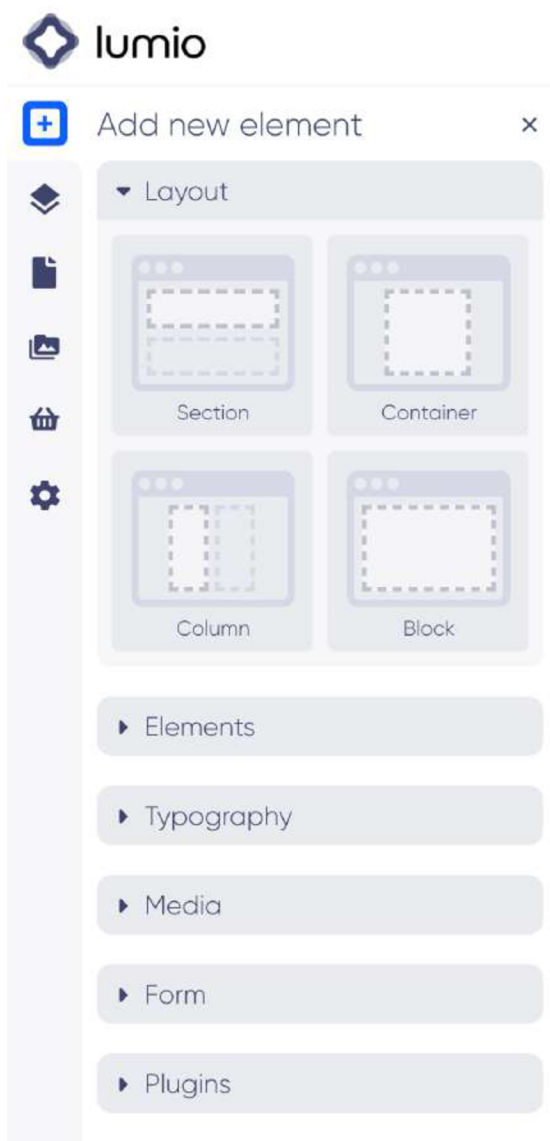 lumio
Add new element
Layout
Section
Container
Column
Block
Elements
Typography
Media
Form
Plugins